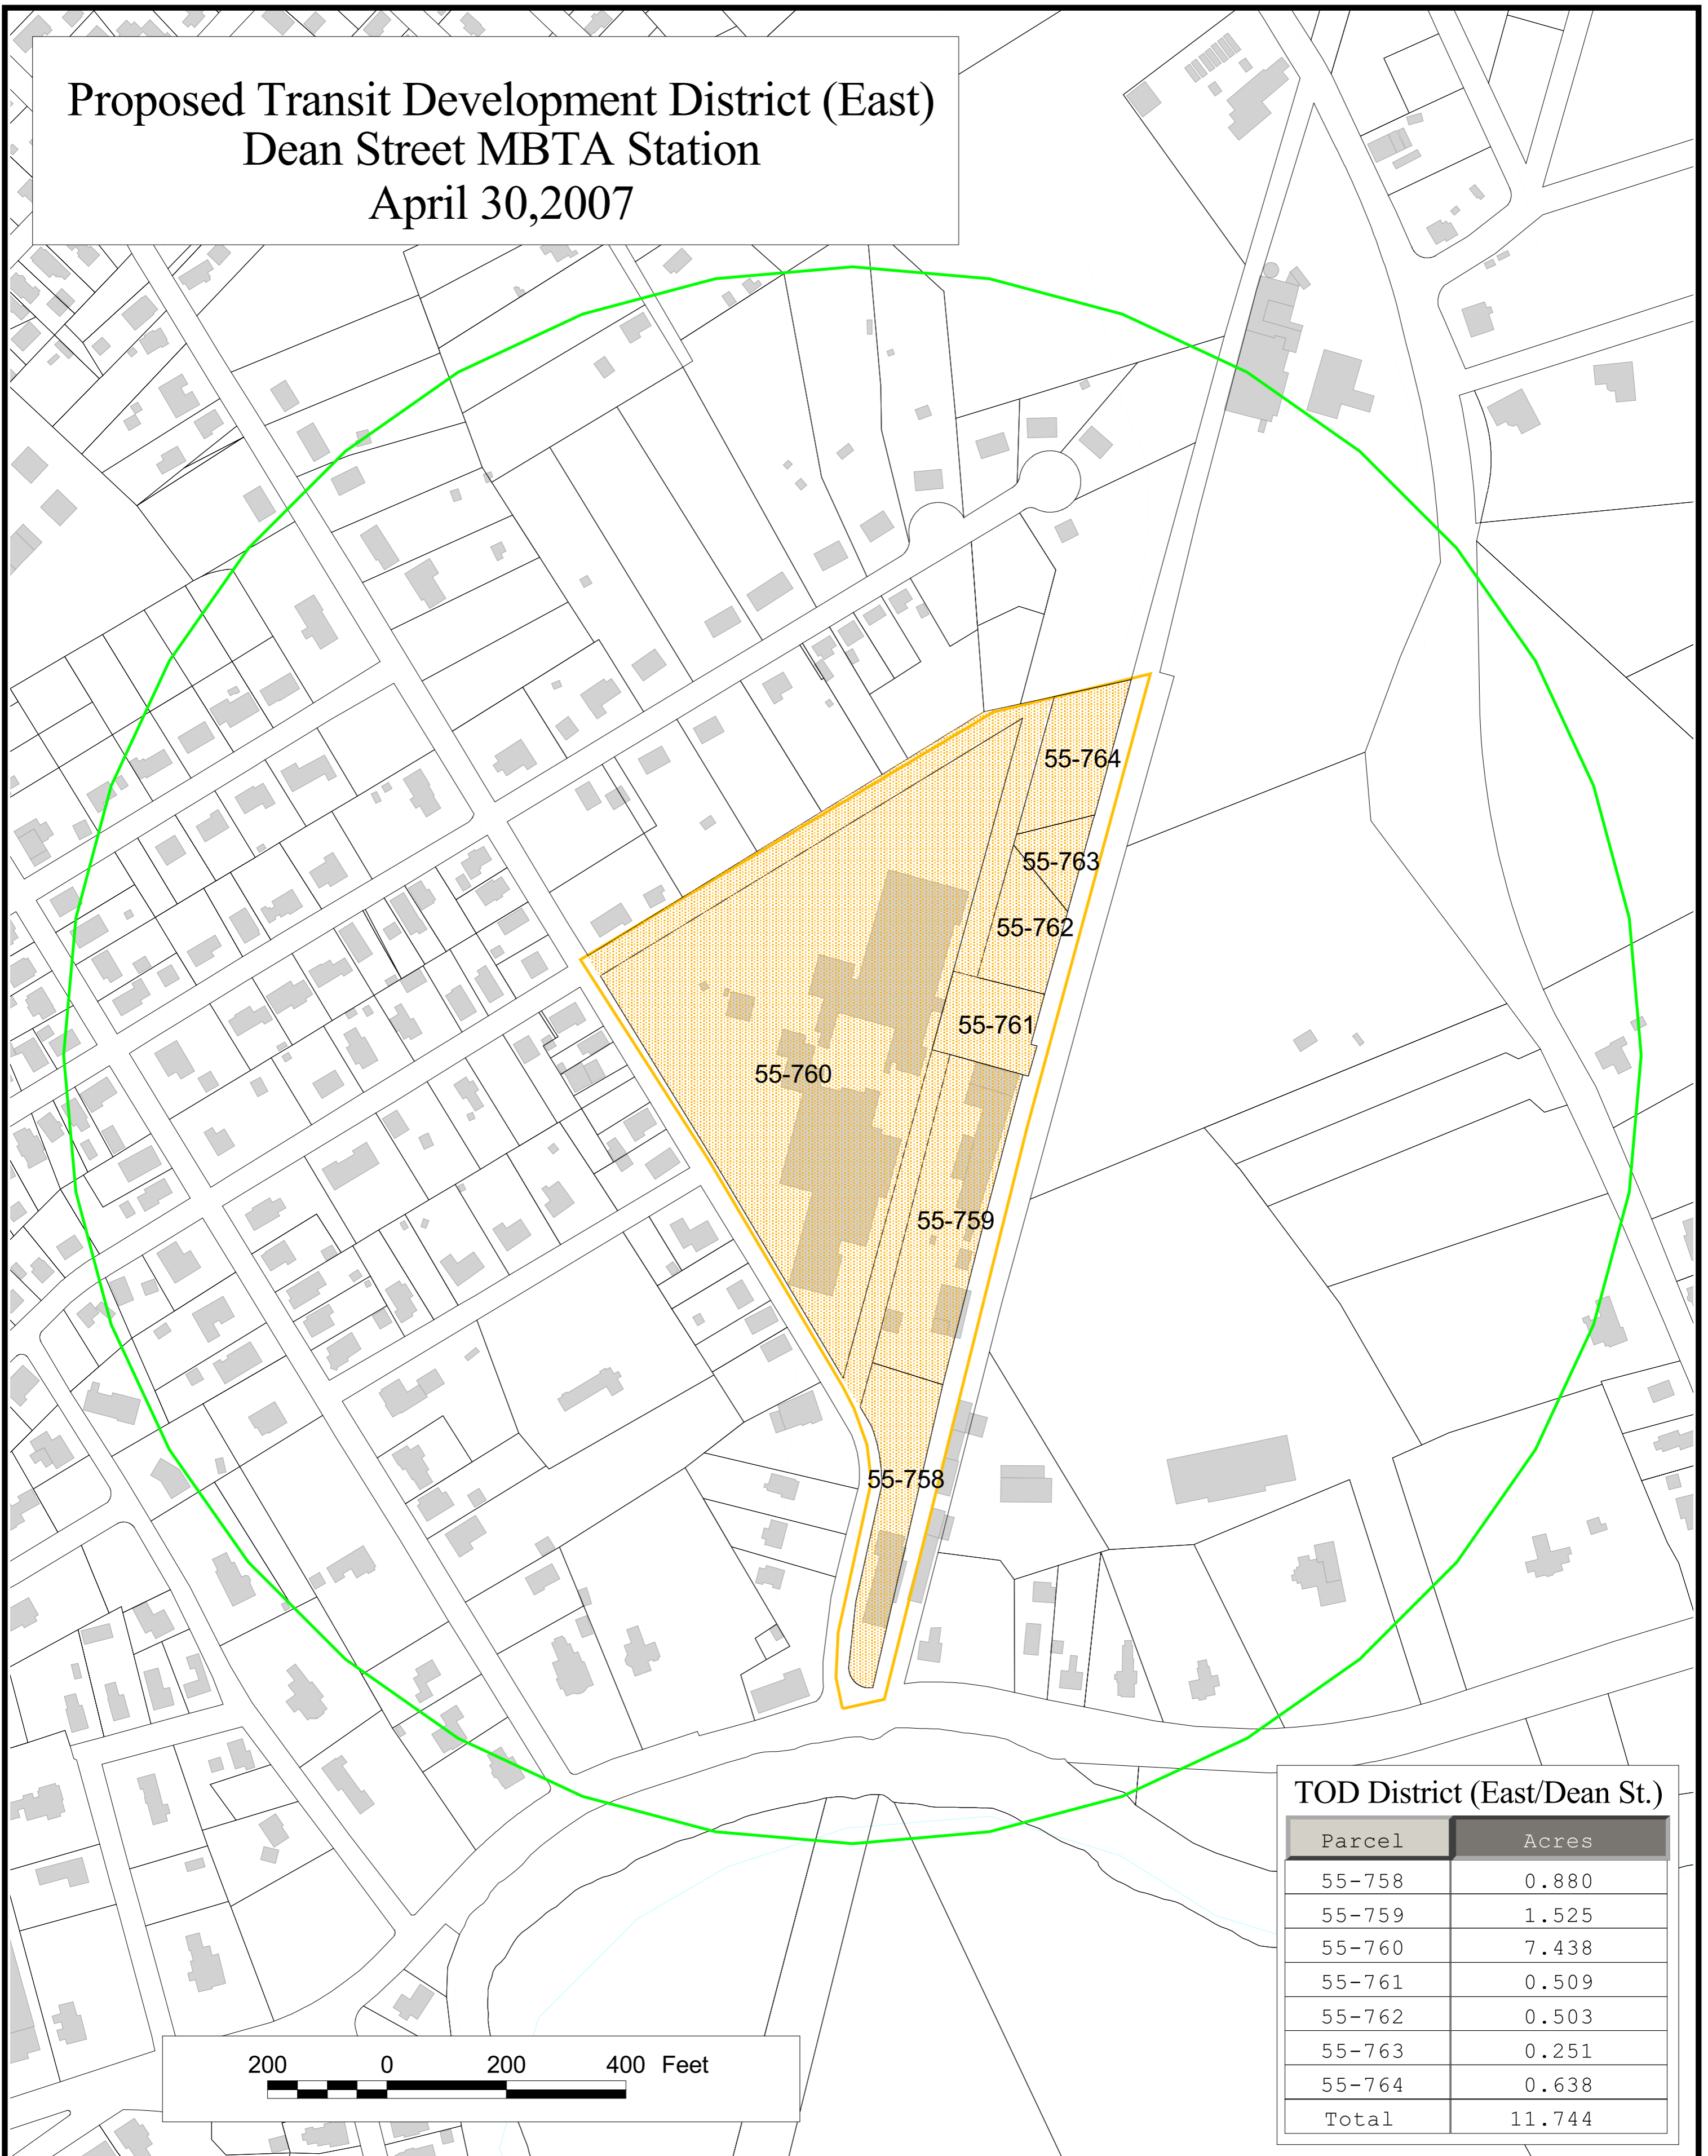 Proposed Transit Development District (East)
Dean Street MBTA Station
April 30,2007
55-764
55-763
55-762
55-761
55-760
55-759
55-758
TOD District (East/Dean St.)
Parcel Acres
55-758 0.880
55-759 1.525
55-760 7.438
55-761 0.509
55-762 0.503
55-763 0.251
55-764 0.638
Total 11.744
200 0 200 400 Feet